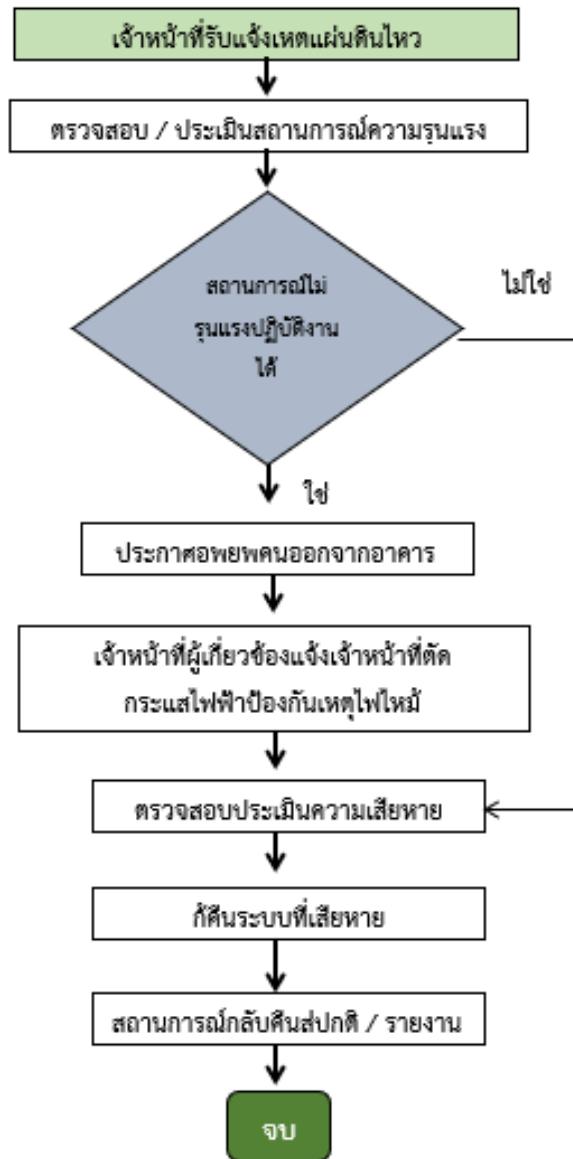 เจ้าหน้าที่รับแจ้งเหตแผ่นดินไหว
ตรวจสอบ / ประเมินสถานการณ์ความรุนแรง
สถานการณ์ไม่
รุนแรงปฏิบัติงาน
ได้
ไม่ใช่
ใช่
ประกาศอพยพคนออกจากอาคาร
เจ้าหน้าที่ผู้เกี่ยวข้องแจ้งเจ้าหน้าที่ตัด
กระแสไฟฟ้าป้องกันเหตุไฟไหม้
ตรวจสอบประเมินความเสียหาย
กู้คืนระบบที่เสียหาย
สถานการณ์กลับคืนสู่ปกติ / รายงาน
จบ